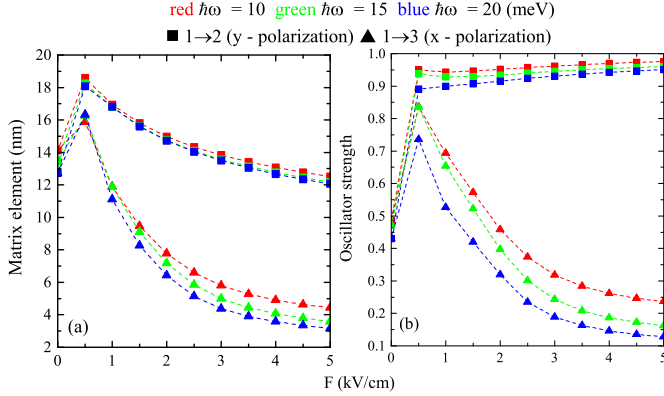 red ħω = 10 green ħω = 15 blue ħω = 20 (meV)
■ 1→2 (y - polarization) ▲ 1→3 (x - polarization)
Matrix element (nm)
20
18
16
14
12
10
8
6
4
2
(a)
0 1 2 3 4 5
Oscillator strength
1.0
0.9
0.8
0.7
0.6
0.5
0.4
0.3
0.2
0.1
(b)
0 1 2 3 4 5
F (kV/cm)